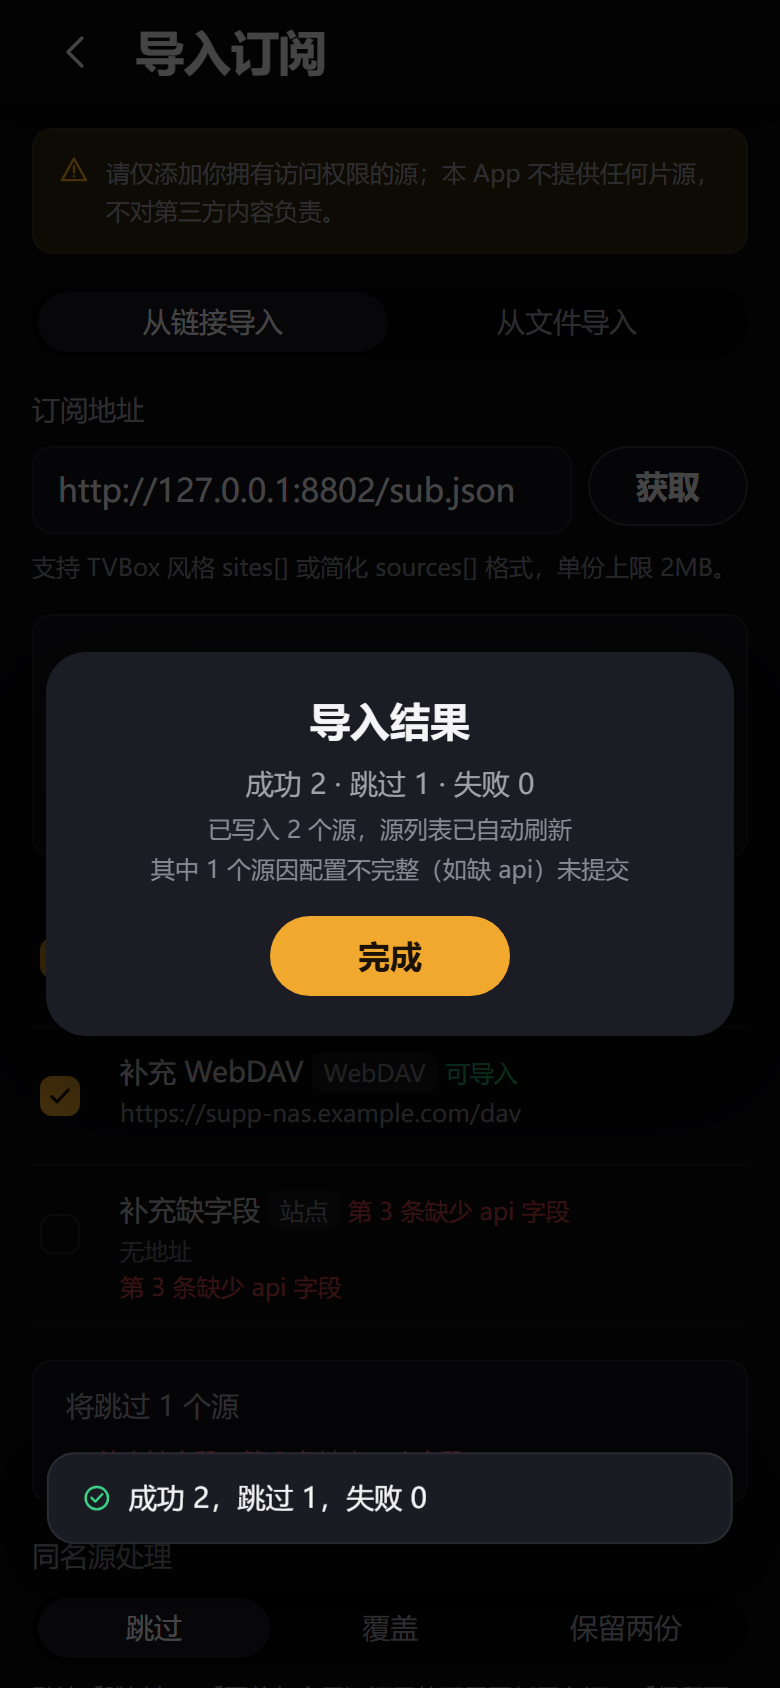 导入订阅
请仅添加你拥有访问权限的源；本 App 不提供任何片源，
不对第三方内容负责。
从链接导入
从文件导入
订阅地址
http://127.0.0.1:8802/sub.json
获取
支持 TVBox 风格 sites[] 或简化 sources[] 格式，单份上限 2MB。
导入结果
成功 2 · 跳过 1 · 失败 0
已写入 2 个源，源列表已自动刷新
其中 1 个源因配置不完整（如缺 api）未提交
完成
补充 WebDAV WebDAV 可导入
https://supp-nas.example.com/dav
补充缺字段 站点 第 3 条缺少 api 字段
无地址
第 3 条缺少 api 字段
将跳过 1 个源
成功 2，跳过 1，失败 0
同名源处理
跳过
覆盖
保留两份